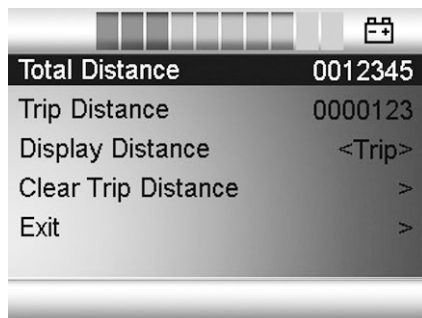 Total Distance 0012345
Trip Distance 0000123
Display Distance <Trip>
Clear Trip Distance >
Exit >